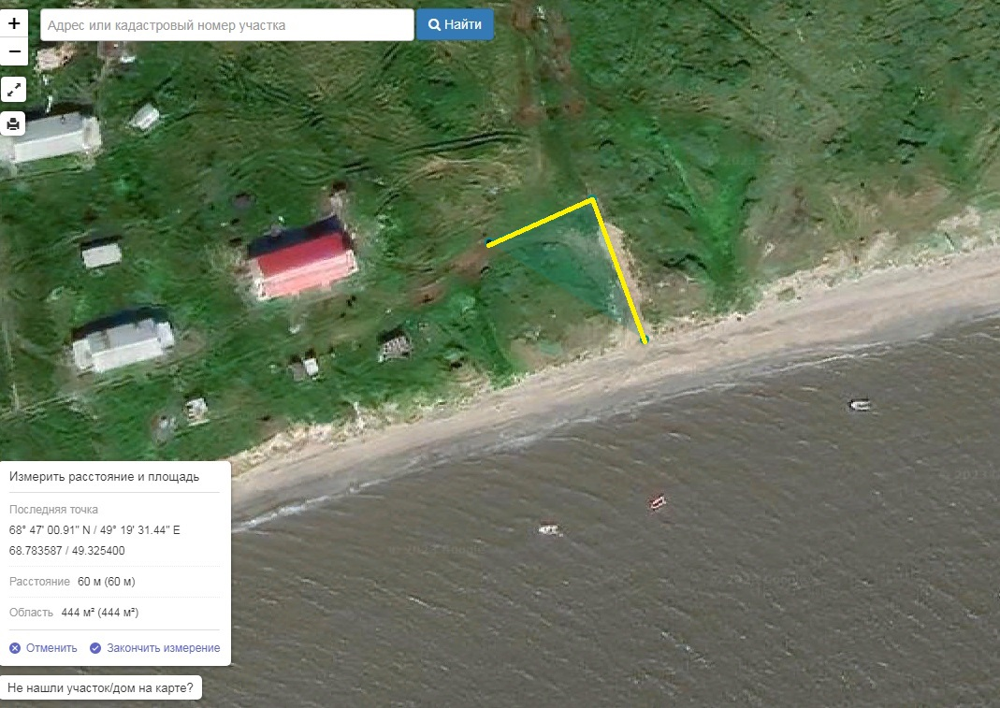 +
Адрес или кадастровый номер участка
Найти
−
Измерить расстояние и площадь
Последняя точка
68° 47' 00.91" N / 49° 19' 31.44" E
68.783587 / 49.325400
Расстояние 60 м (60 м)
Область 444 м² (444 м²)
Отменить Закончить измерение
Не нашли участок/дом на карте?